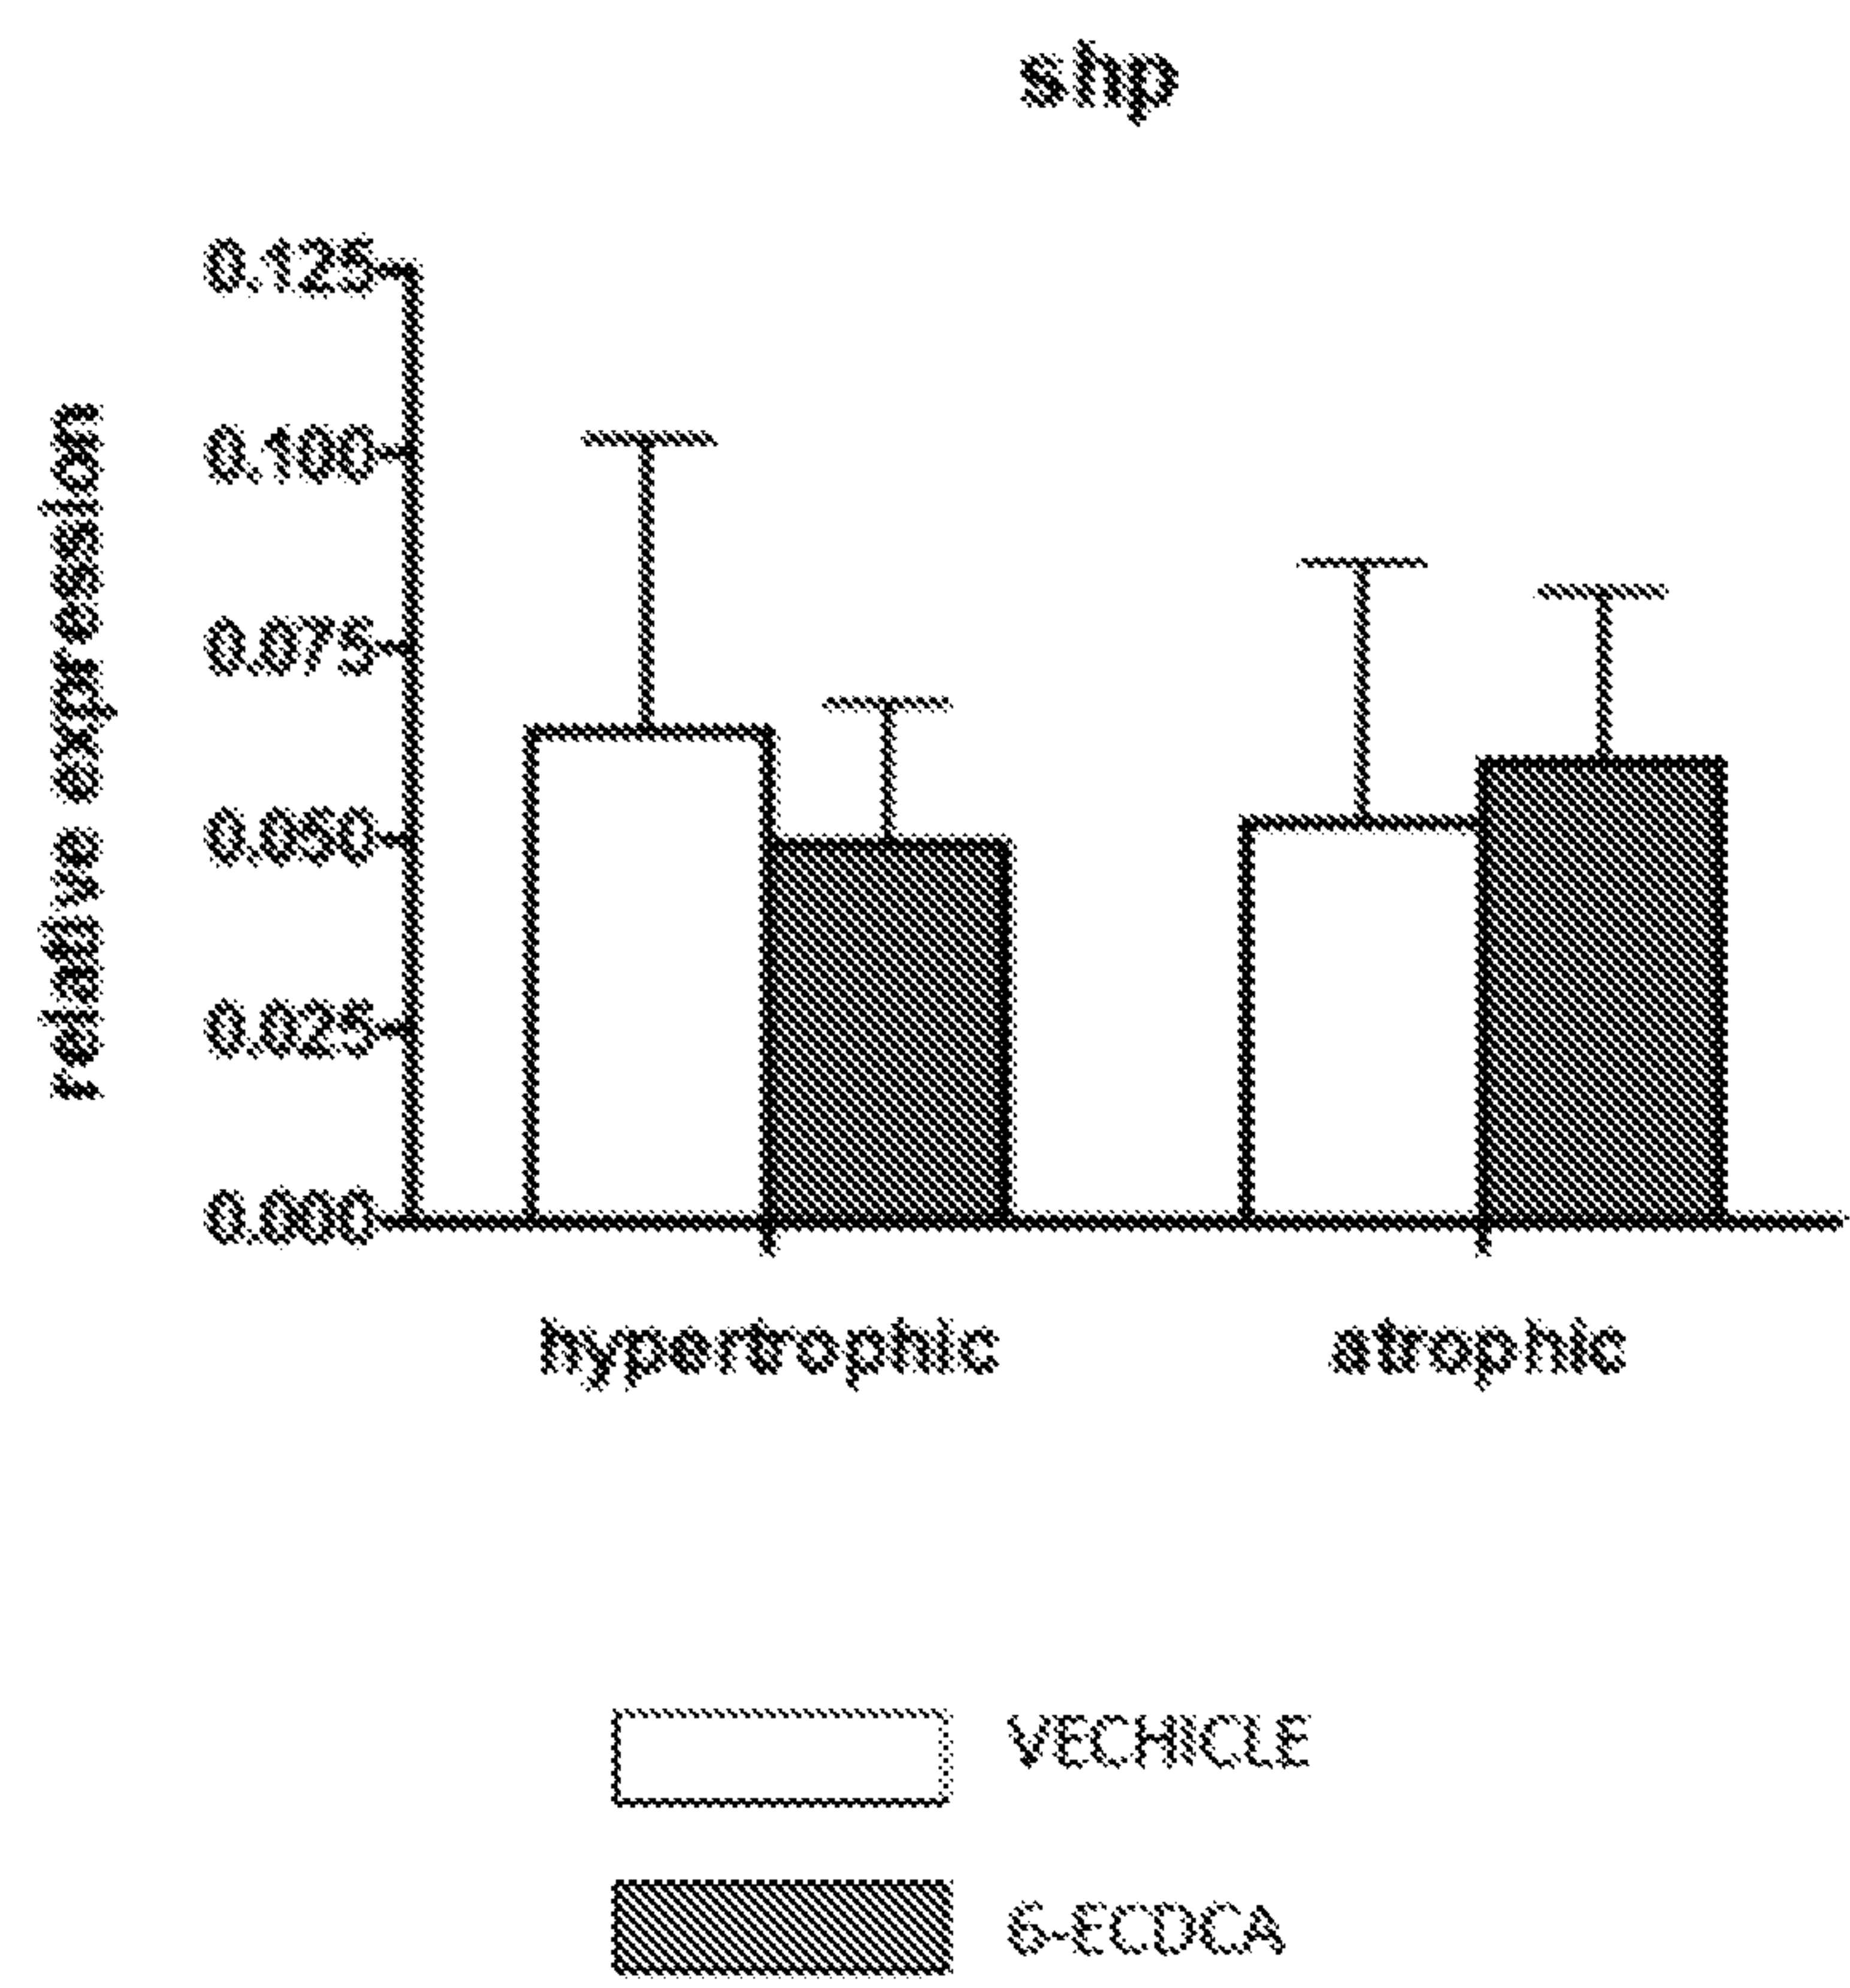 shp
relative expression
0.125
0.100
0.075
0.050
0.025
0.000
hypertrophic
atrophic
VECHICLE
6-ECDCA